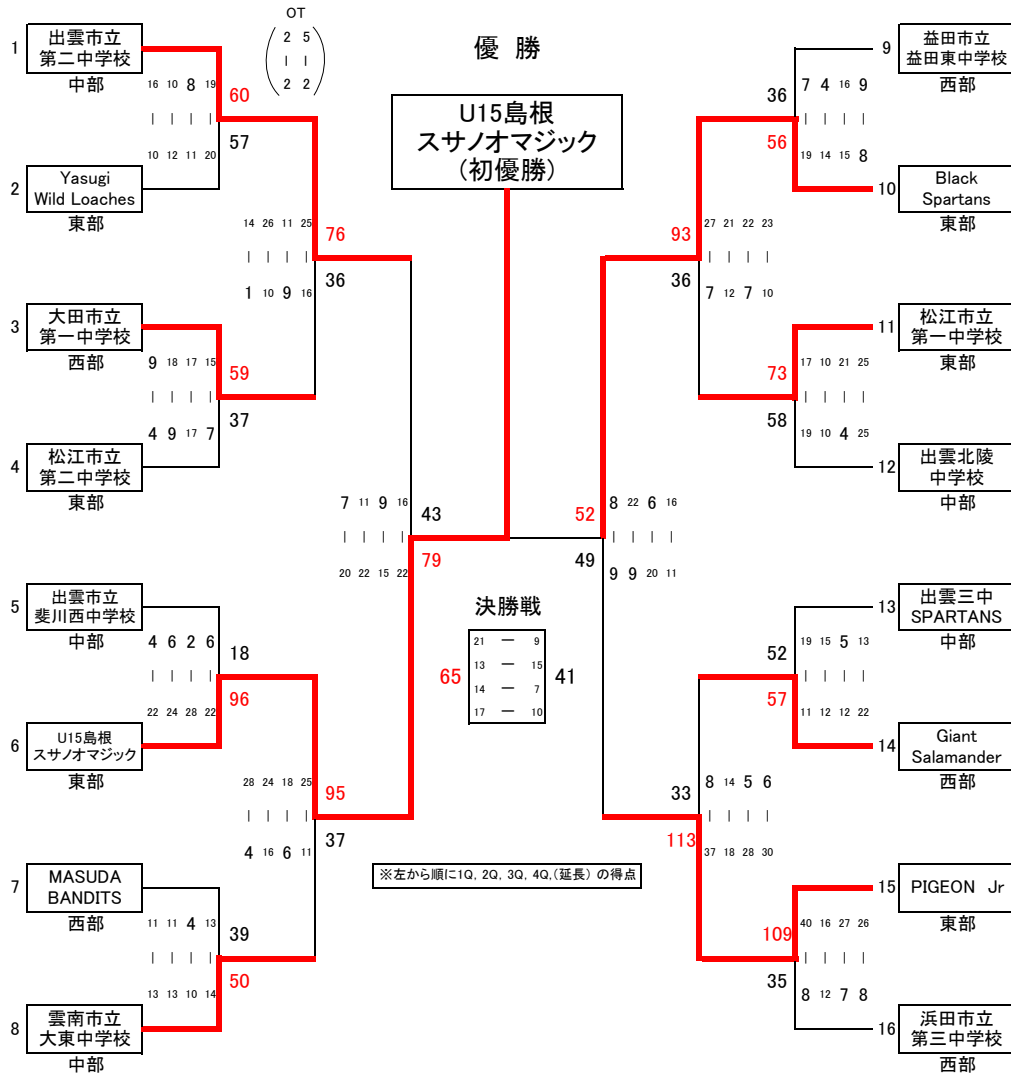 優 勝
U15島根
スサノオマジック
(初優勝)
1
出雲市立
第二中学校
中部
OT
2 5
| |
2 2
16 10 8 19
| | | |
10 12 11 20
60
57
2
Yasugi
Wild Loaches
東部
14 26 11 25
| | | |
1 10 9 16
76
36
3
大田市立
第一中学校
西部
9 18 17 15
| | | |
4 9 17 7
59
37
4
松江市立
第二中学校
東部
7 11 9 16
| | | |
20 22 15 22
43
79
5
出雲市立
斐川西中学校
中部
4 6 2 6
| | | |
22 24 28 22
18
96
6
U15島根
スサノオマジック
東部
28 24 18 25
| | | |
4 16 6 11
95
37
7
MASUDA
BANDITS
西部
11 11 4 13
| | | |
13 13 10 14
39
50
8
雲南市立
大東中学校
中部
決勝戦
65
21 — 9
13 — 15
14 — 7
17 — 10
41
※左から順に1Q, 2Q, 3Q, 4Q,(延長) の得点
9
益田市立
益田東中学校
西部
36
56
7 4 16 9
| | | |
19 14 15 8
10
Black
Spartans
東部
93
36
27 21 22 23
| | | |
7 12 7 10
11
松江市立
第一中学校
東部
73
58
17 10 21 25
| | | |
19 10 4 25
12
出雲北陵
中学校
中部
52
49
8 22 6 16
| | | |
9 9 20 11
13
出雲三中
SPARTANS
中部
52
57
19 15 5 13
| | | |
11 12 12 22
14
Giant
Salamander
西部
33
113
8 14 5 6
| | | |
37 18 28 30
15
PIGEON Jr
東部
109
35
40 16 27 26
| | | |
8 12 7 8
16
浜田市立
第三中学校
西部